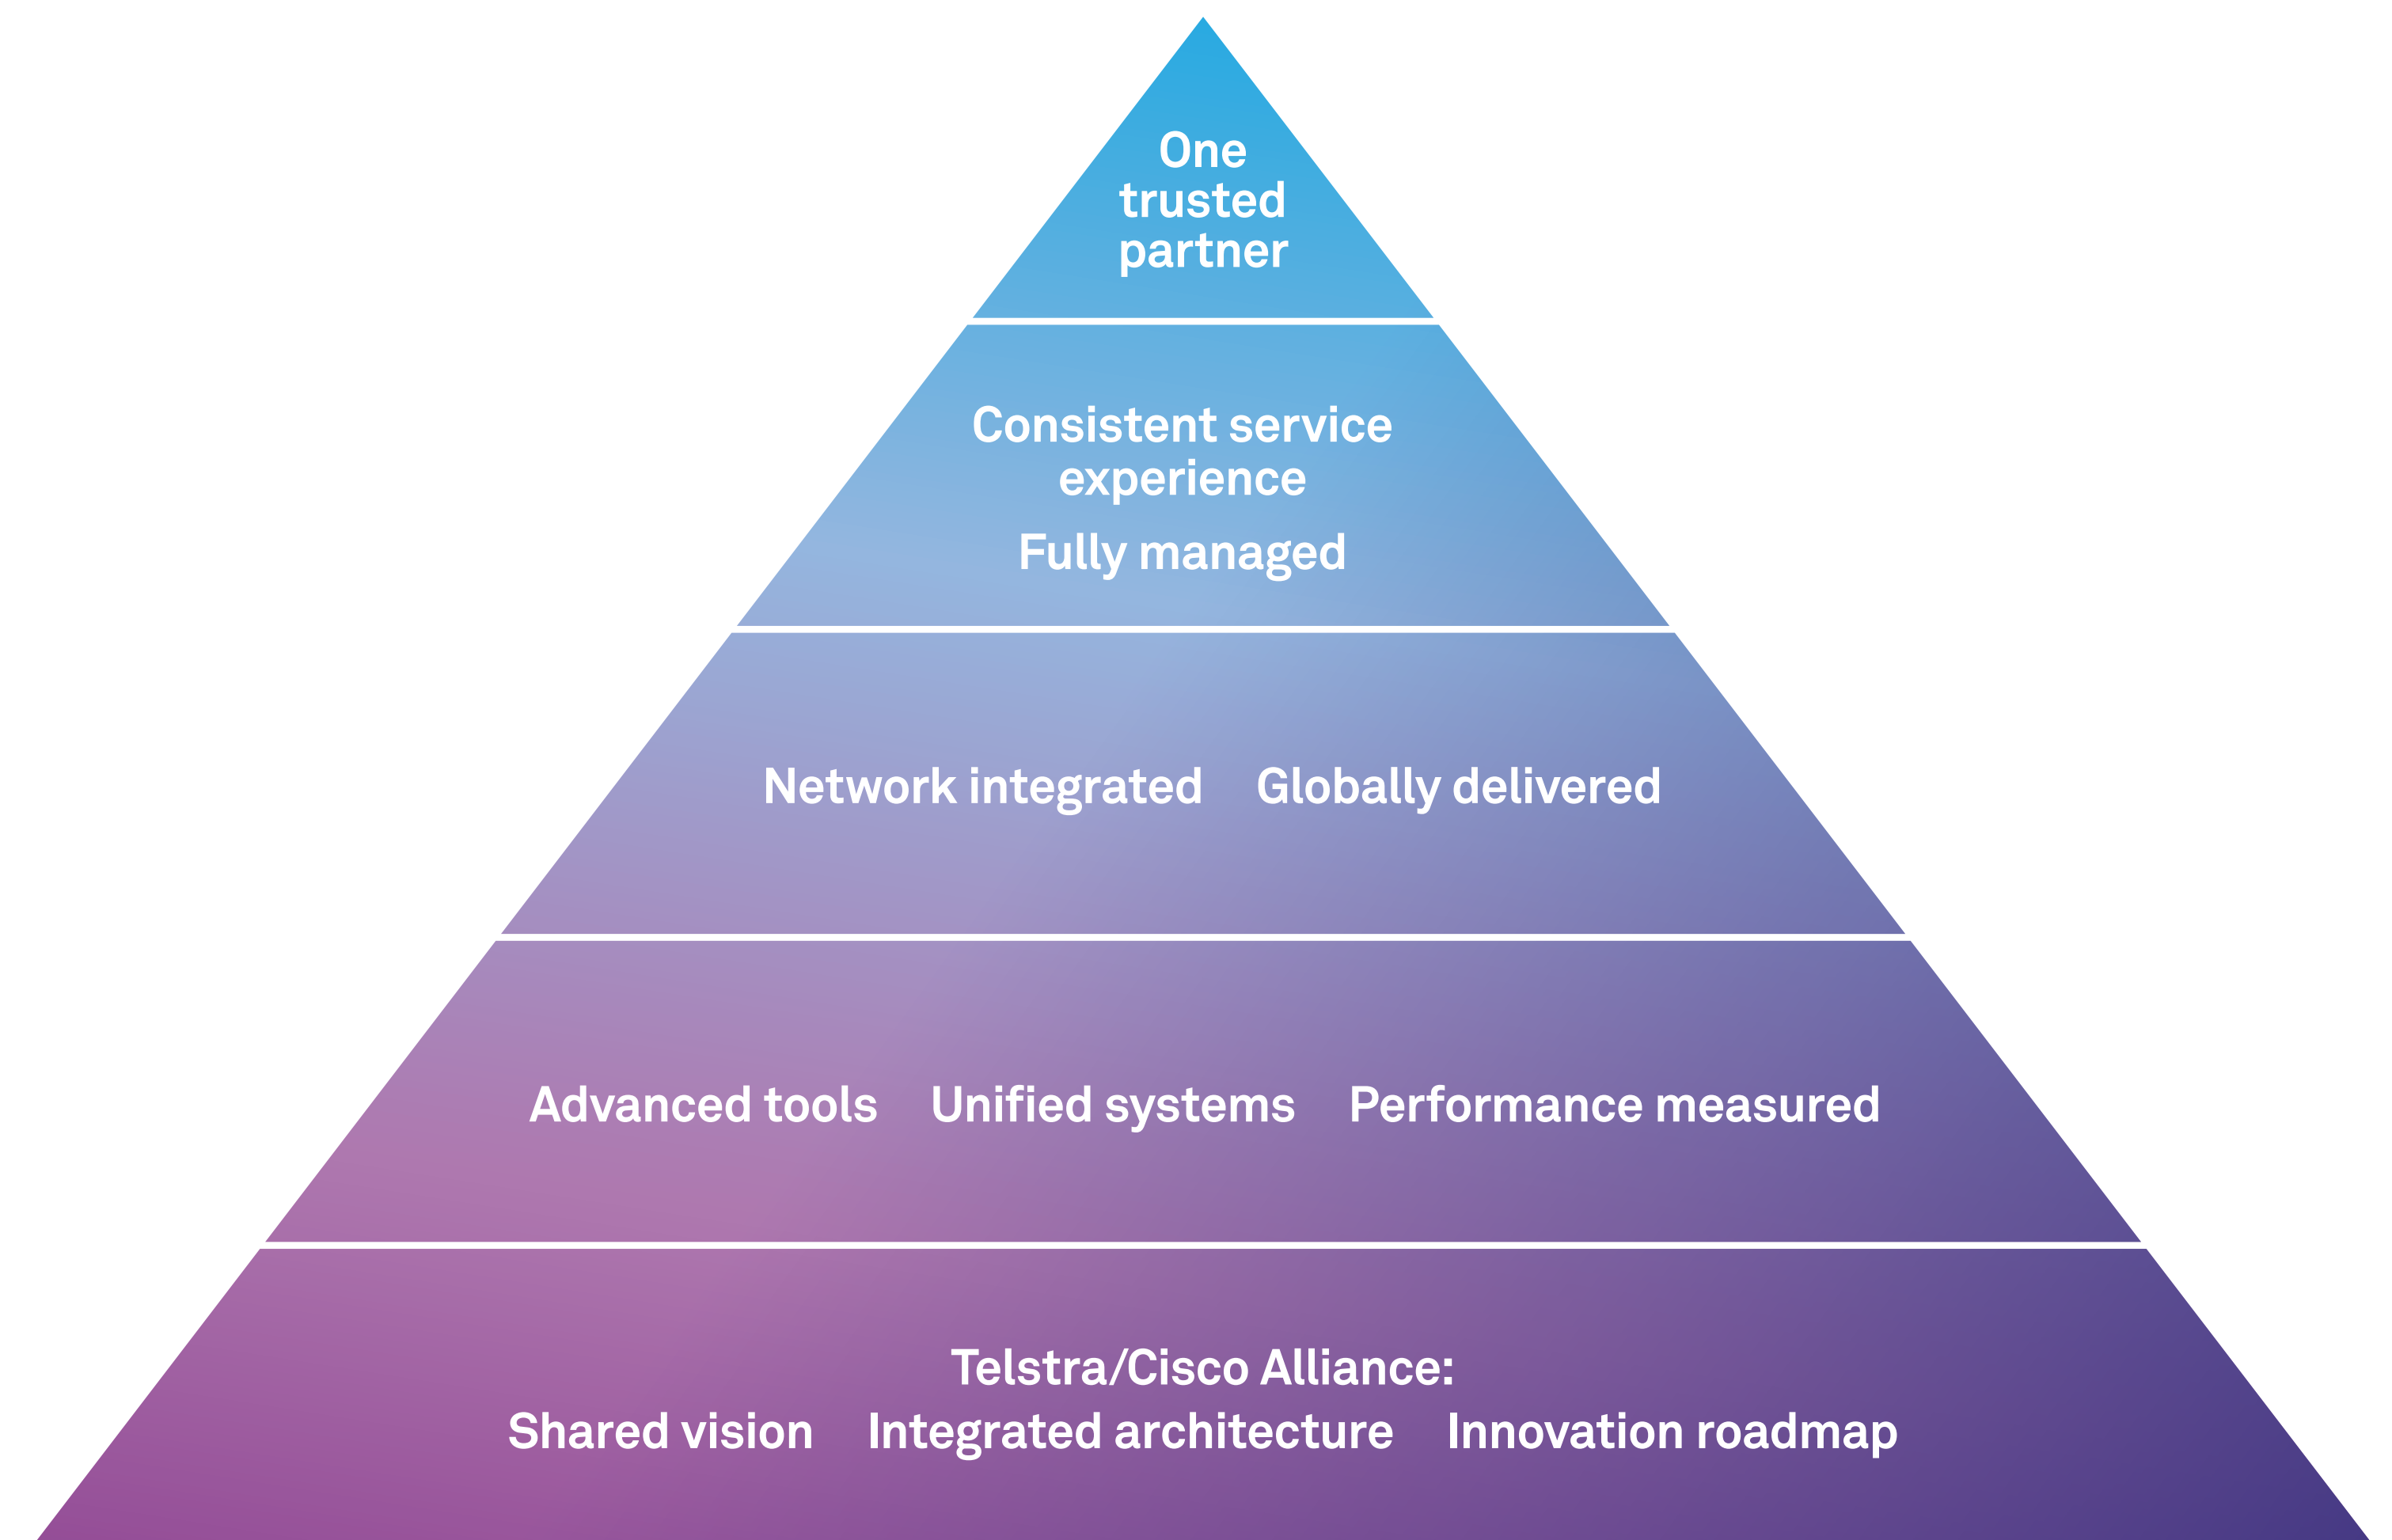 One
trusted
partner
Consistent service
experience
Fully managed
Network integrated Globally delivered
Advanced tools Unified systems Performance measured
Telstra/Cisco Alliance:
Shared vision Integrated architecture Innovation roadmap